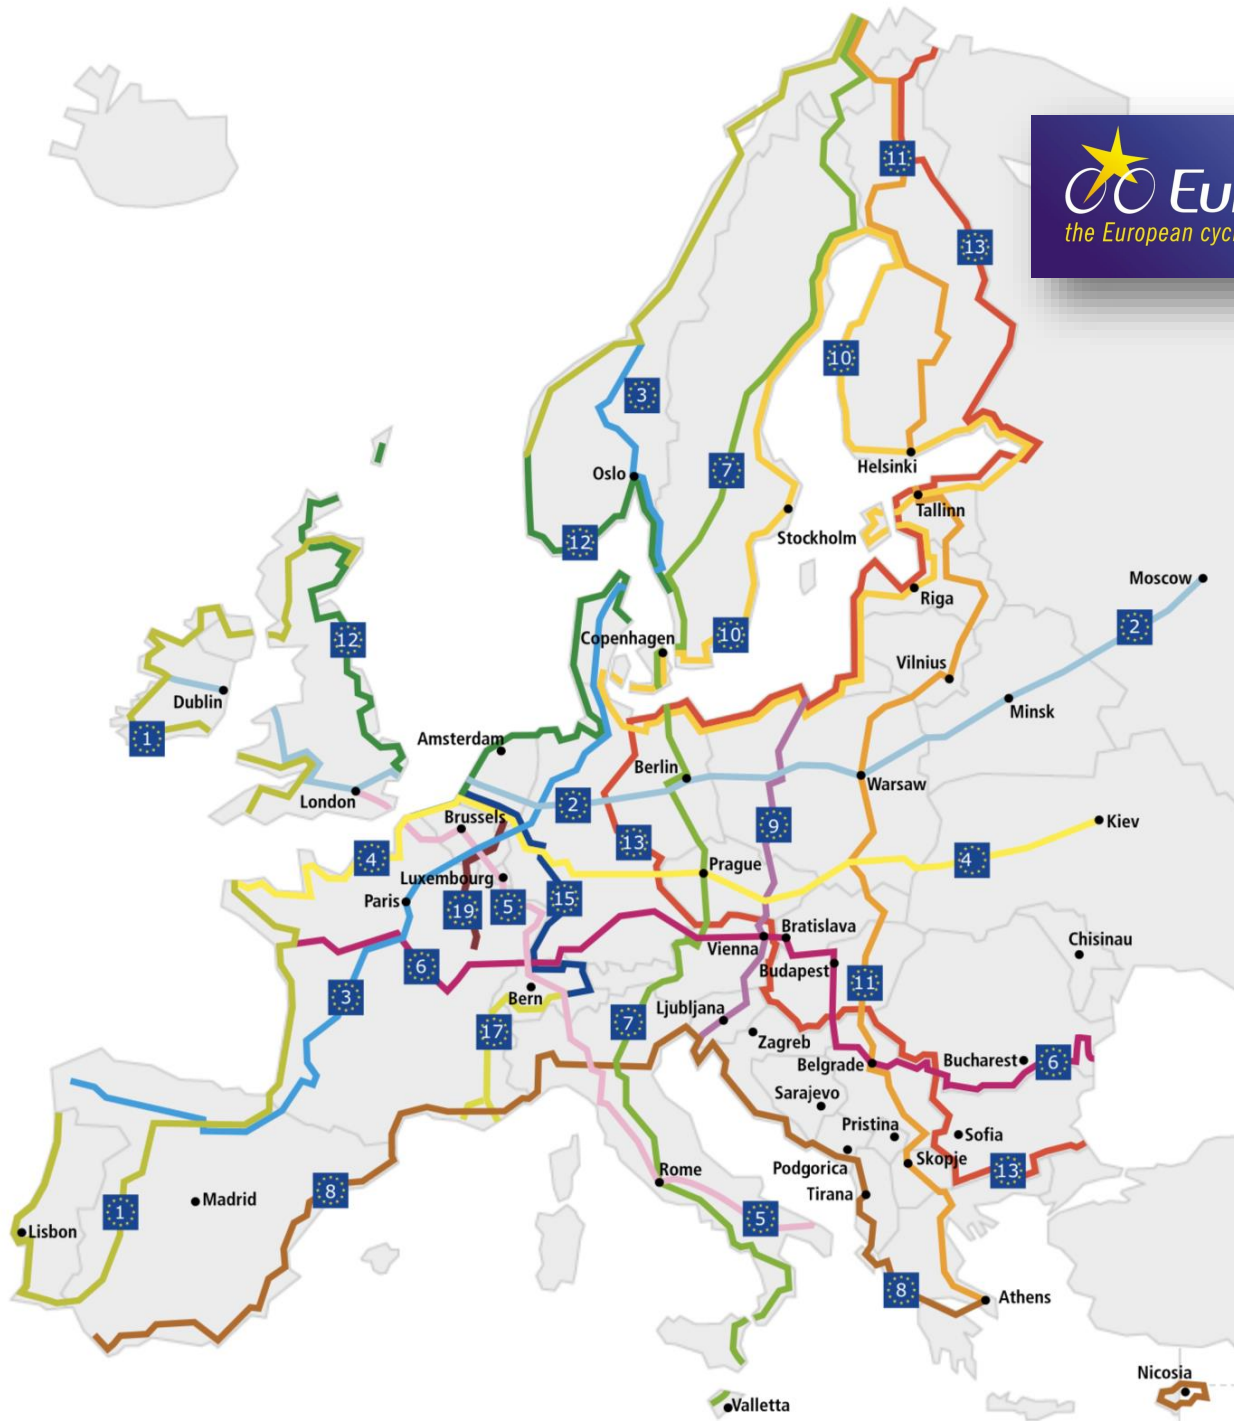 11
Eu
the European cycl
13
10
3
7
Helsinki
Oslo
Tallinn
Stockholm
12
Moscow
Riga
2
10
Copenhagen
12
Vilnius
Dublin
Minsk
1
Amsterdam
Berlin
Warsaw
London
2
Brussels
9
Kiev
13
4
4
Prague
Luxembourg
Paris
15
5
19
Bratislava
Vienna
Chisinau
Budapest
6
Bern
11
3
Ljubljana
7
17
Zagreb
Belgrade
Bucharest
6
Sarajevo
Pristina
Sofia
Skopje
Podgorica
Rome
13
Tirana
8
Madrid
1
5
Lisbon
8
Athens
Nicosia
Valletta